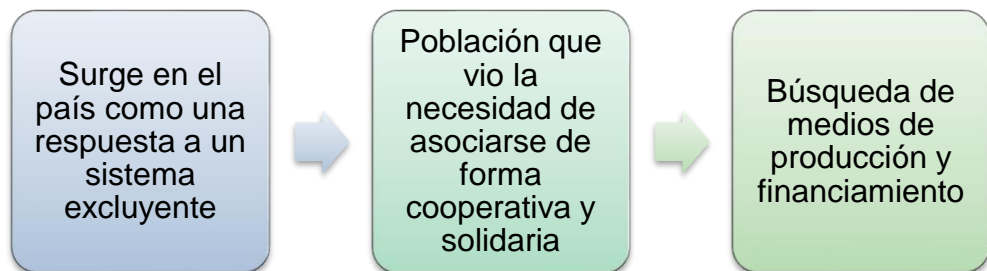 Surge en el
país como una
respuesta a un
sistema
excluyente
Población que
vio la
necesidad de
asociarse de
forma
cooperativa y
solidaria
Búsqueda de
medios de
producción y
financiamiento